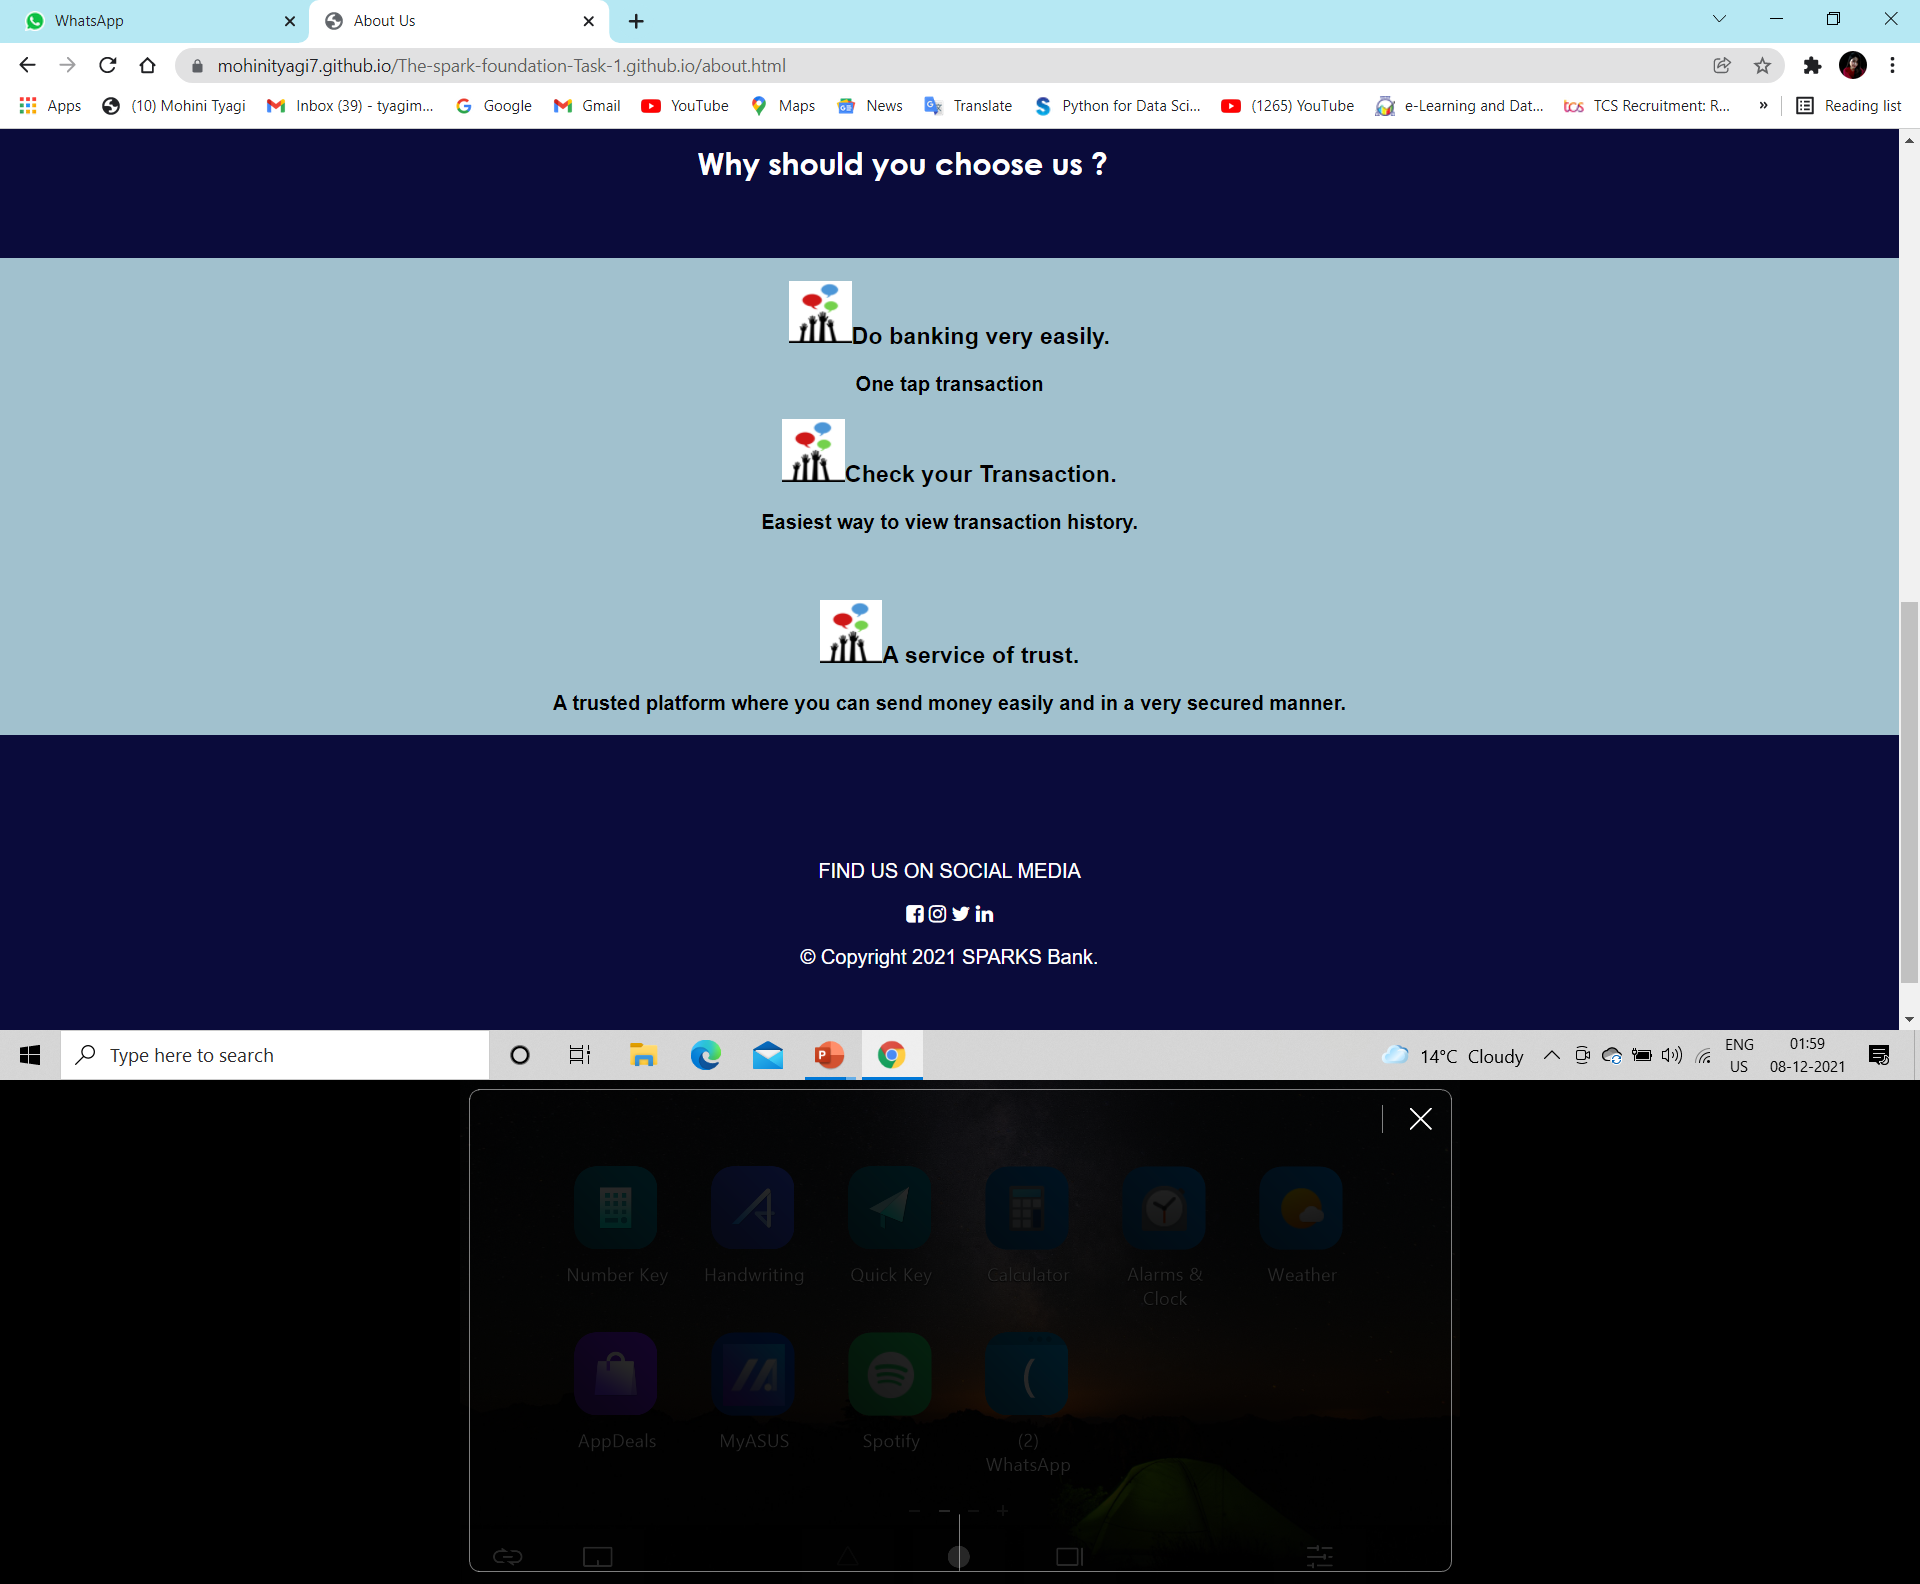 WhatsApp
About Us
mohinityagi7.github.io/The-spark-foundation-Task-1.github.io/about.html
Apps
(10) Mohini Tyagi
Inbox (39) - tyagim...
Google
Gmail
YouTube
Maps
News
Translate
Python for Data Sci...
(1265) YouTube
e-Learning and Dat...
tcs TCS Recruitment: R...
»
Reading list
Why should you choose us ?
Do banking very easily.
One tap transaction
Check your Transaction.
Easiest way to view transaction history.
A service of trust.
A trusted platform where you can send money easily and in a very secured manner.
FIND US ON SOCIAL MEDIA
© Copyright 2021 SPARKS Bank.
Type here to search
14°C Cloudy
ENG
US
01:59
08-12-2021
Number Key
Handwriting
Quick Key
Calculator
Alarms &
Clock
Weather
AppDeals
MyASUS
Spotify
(
(2)
WhatsApp